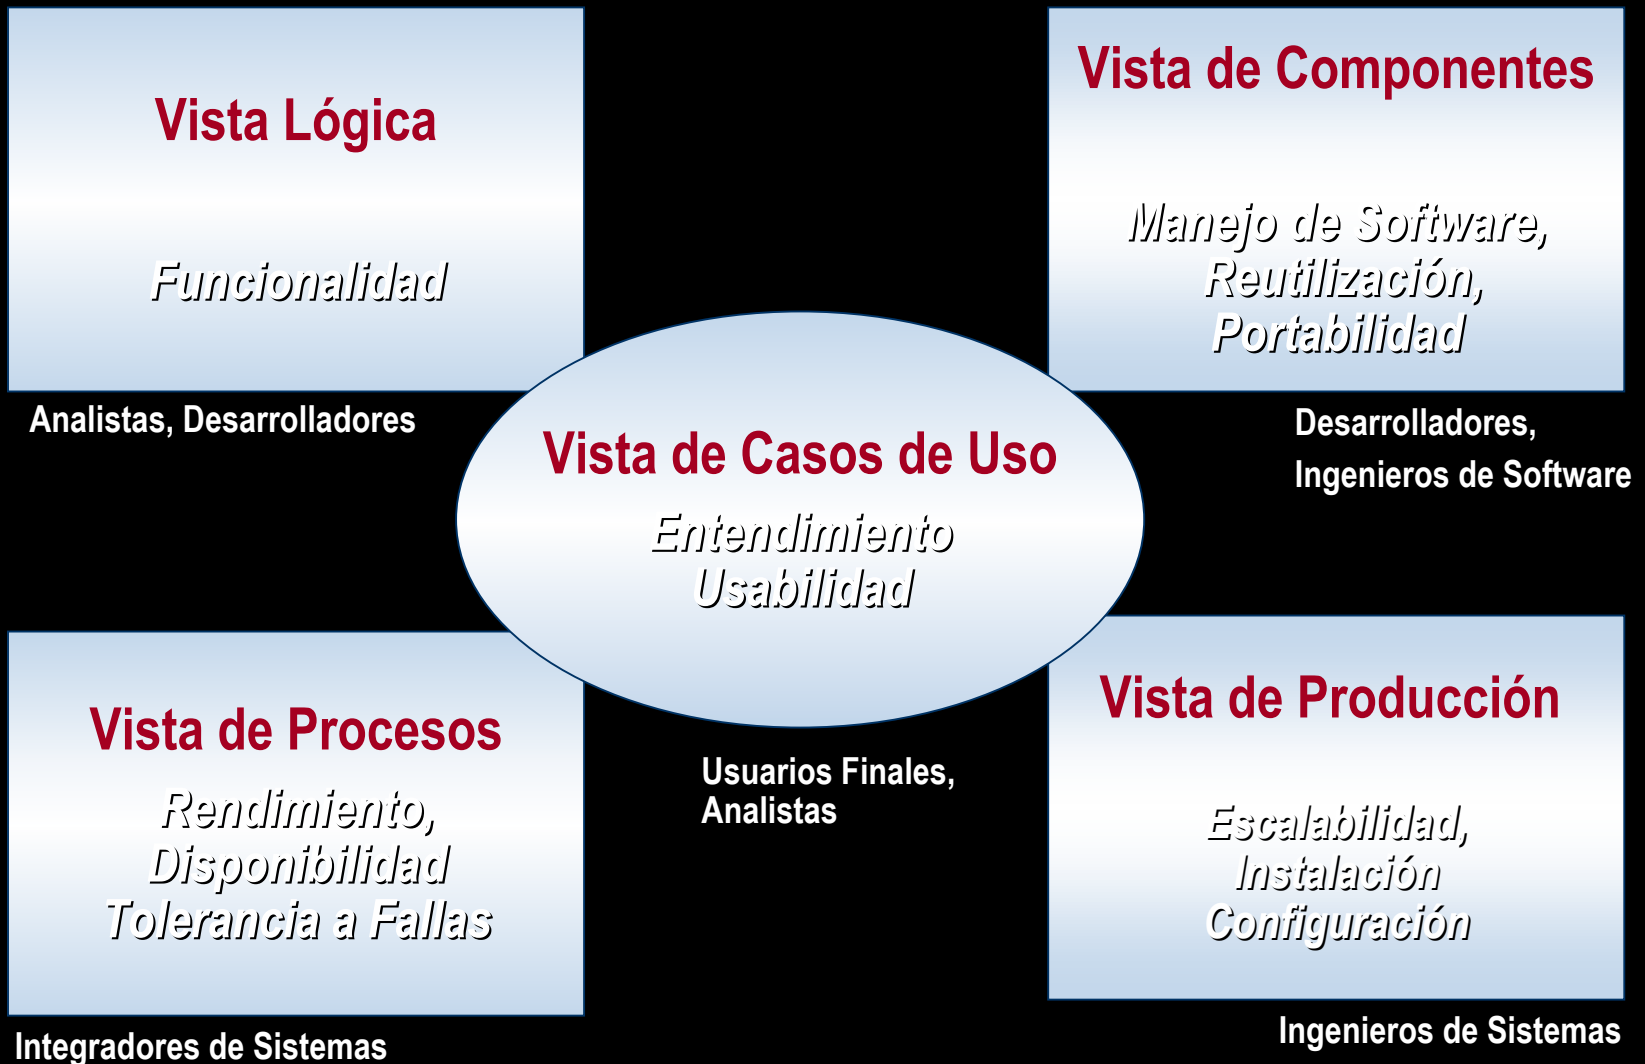 Vista Lógica
Funcionalidad
Analistas, Desarrolladores
Vista de Componentes
Manejo de Software,
Reutilización,
Portabilidad
Desarrolladores,
Ingenieros de Software
Vista de Casos de Uso
Entendimiento
Usabilidad
Usuarios Finales,
Analistas
Vista de Procesos
Rendimiento,
Disponibilidad
Tolerancia a Fallas
Integradores de Sistemas
Vista de Producción
Escalabilidad,
Instalación
Configuración
Ingenieros de Sistemas